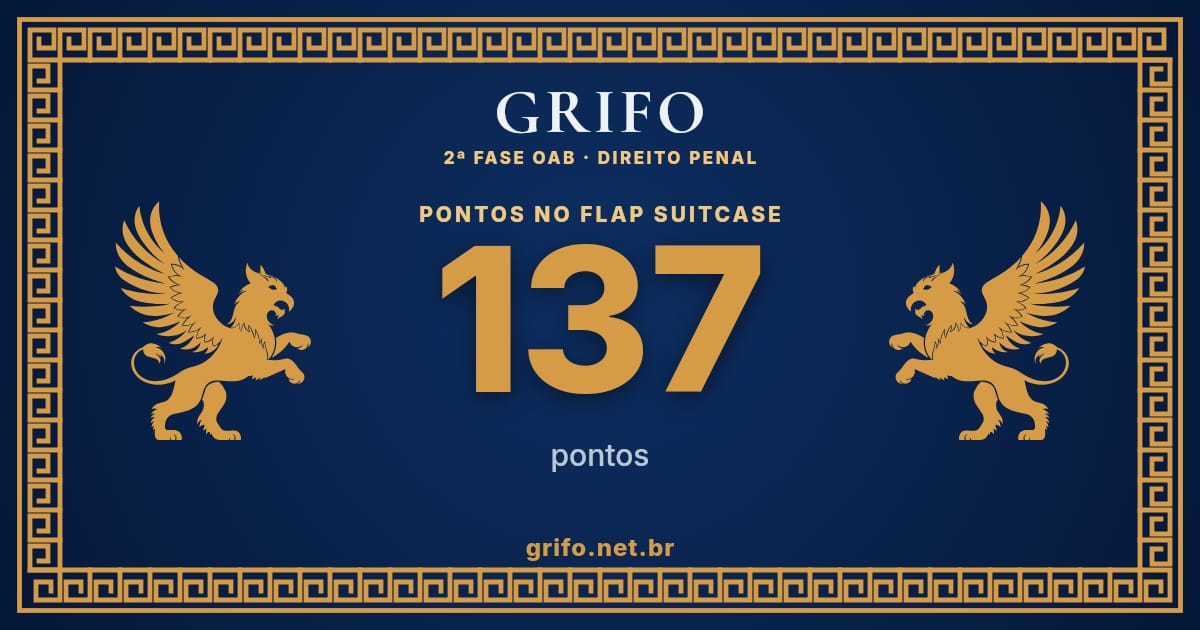 GRIFO
2ª FASE OAB · DIREITO PENAL
PONTOS NO FLAP SUITCASE
137
pontos
grifo.net.br